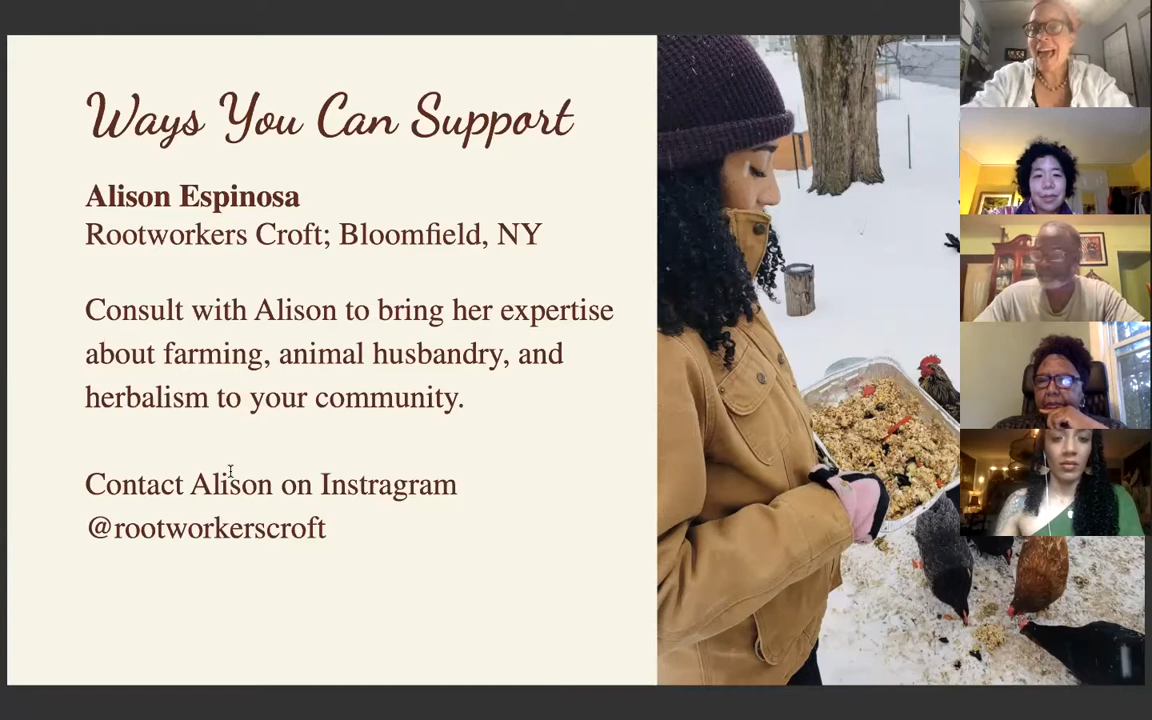 Ways You Can Support
Alison Espinosa
Rootworkers Croft; Bloomfield, NY
Consult with Alison to bring her expertise
about farming, animal husbandry, and
herbalism to your community.
Contact Alison on Instragram
@rootworkerscroft